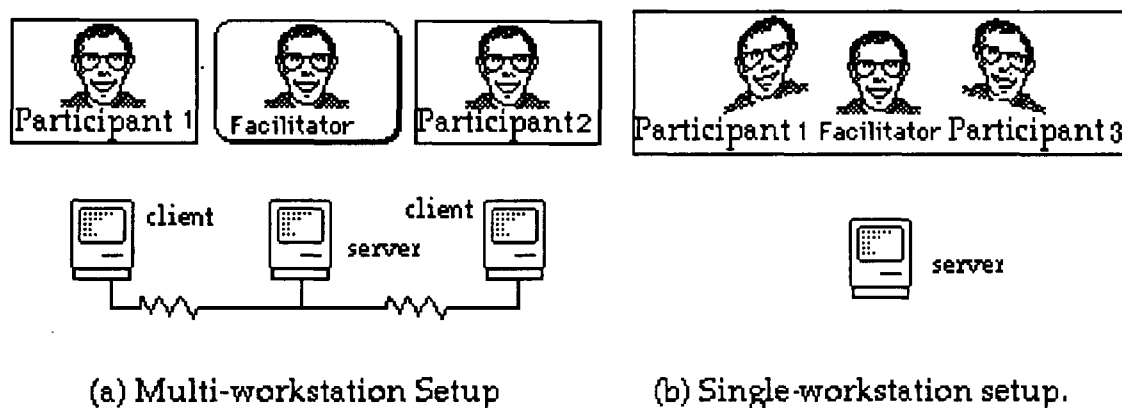 Participant 1
Facilitator
Participant2
Participant 1 Facilitator Participant 3
client
server
client
server
(a) Multi-workstation Setup
(b) Single-workstation setup.